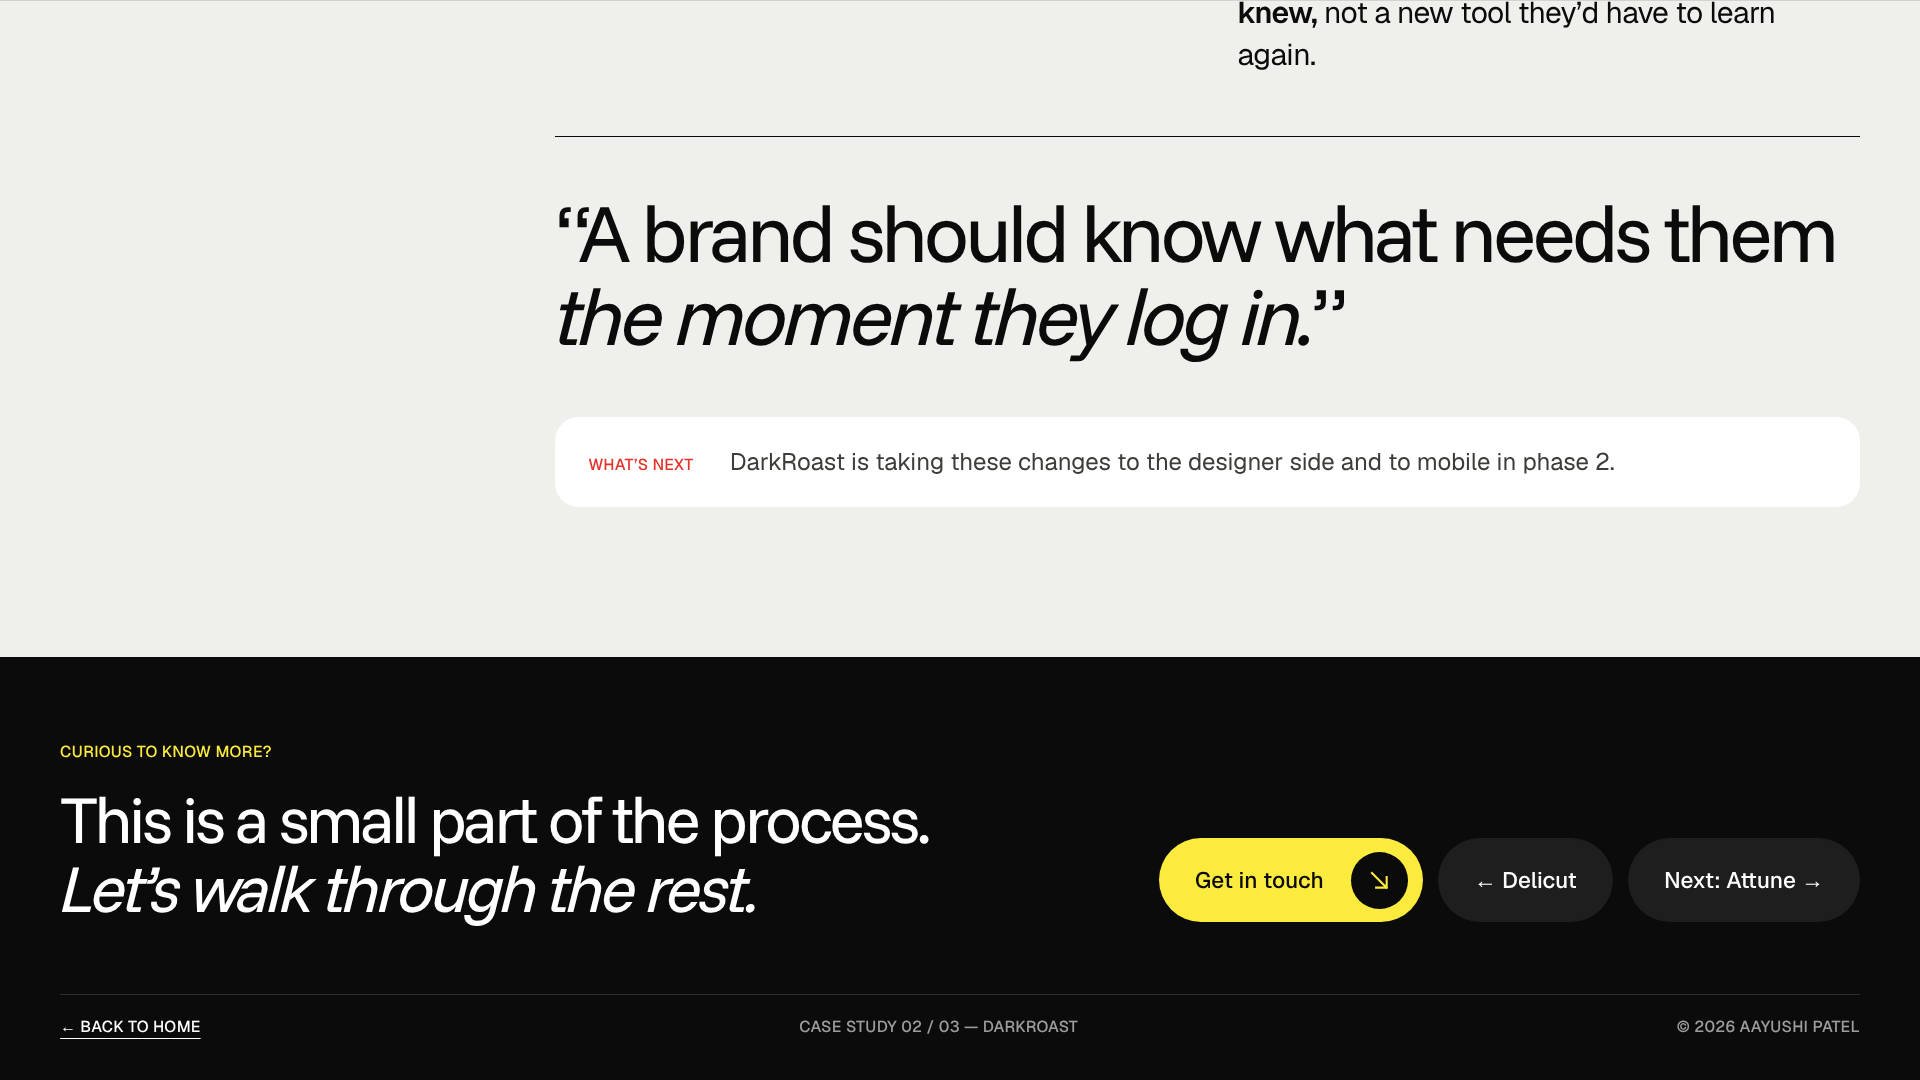 knew, not a new tool they’d have to learn
again.
“A brand should know what needs them
the moment they log in.”
WHAT’S NEXT
DarkRoast is taking these changes to the designer side and to mobile in phase 2.
CURIOUS TO KNOW MORE?
This is a small part of the process.
Let’s walk through the rest.
Get in touch
← Delicut
Next: Attune →
← BACK TO HOME
CASE STUDY 02 / 03 — DARKROAST
© 2026 AAYUSHI PATEL